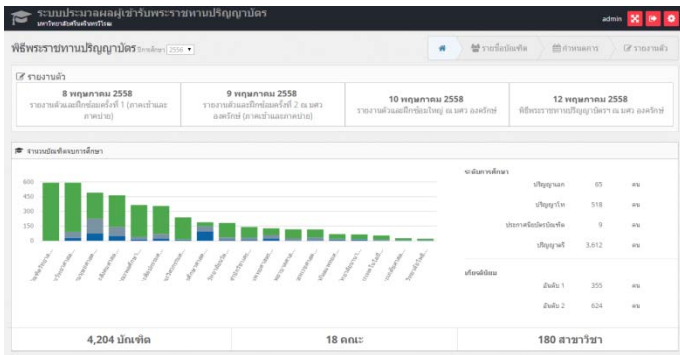 ระบบประมวลผลผู้เข้ารับพระราชทานปริญญาบัตร
มหาวิทยาลัยศรีนครินทรวิโรฒ
admin
พิธีพระราชทานปริญญาบัตร ปีการศึกษา 2556
รายชื่อบัณฑิต
กำหนดการ
รายงานตัว
รายงานตัว
8 พฤษภาคม 2558
รายงานตัวและฝึกซ้อมครั้งที่ 1 (ภาคเช้าและ
ภาคบ่าย)
9 พฤษภาคม 2558
รายงานตัวและฝึกซ้อมครั้งที่ 2 ณ มศว
องครักษ์ (ภาคเช้าและภาคบ่าย)
10 พฤษภาคม 2558
รายงานตัวและฝึกซ้อมใหญ่ ณ มศว องครักษ์
12 พฤษภาคม 2558
พิธีพระราชทานปริญญาบัตรฯ ณ มศว องครักษ์
จำนวนบัณฑิตจบการศึกษา
600
450
300
150
0
ระดับการศึกษา
ปริญญาเอก 65 คน
ปริญญาโท 518 คน
ประกาศนียบัตรบัณฑิต 9 คน
ปริญญาตรี 3,612 คน
เกียรตินิยม
อันดับ 1 355 คน
อันดับ 2 624 คน
4,204 บัณฑิต
18 คณะ
180 สาขาวิชา